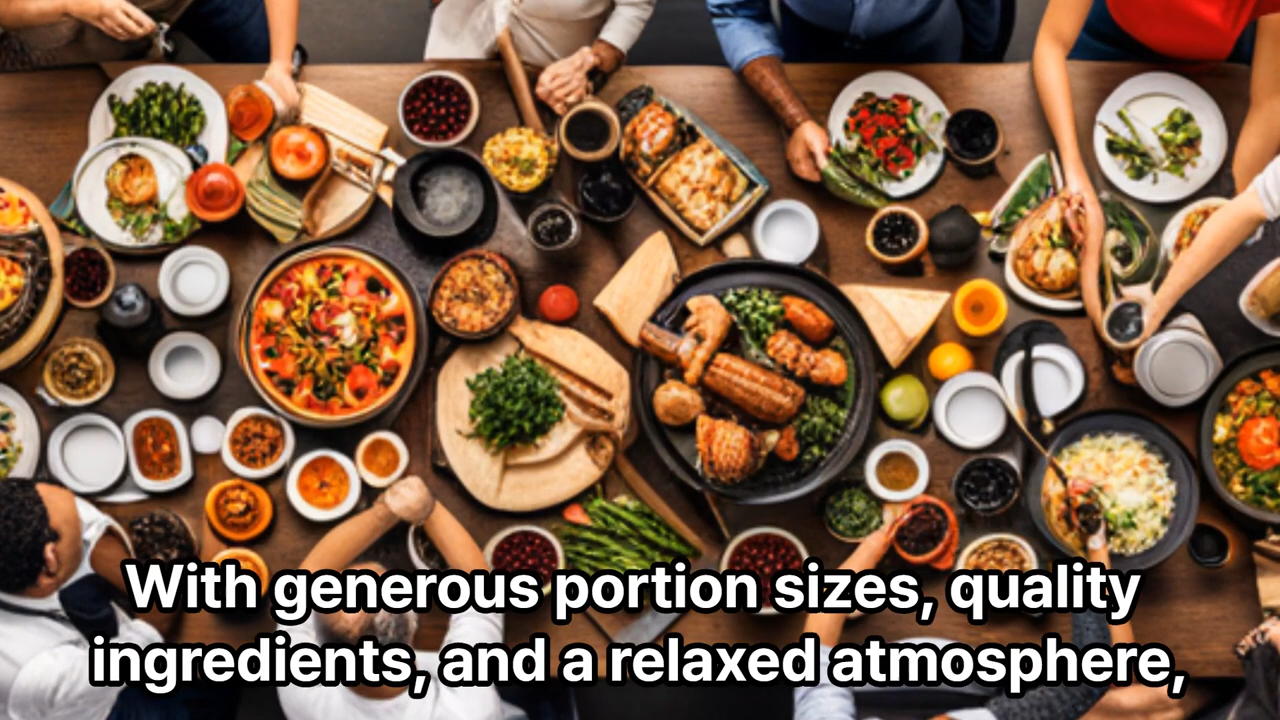 With generous portion sizes, quality
ingredients, and a relaxed atmosphere,